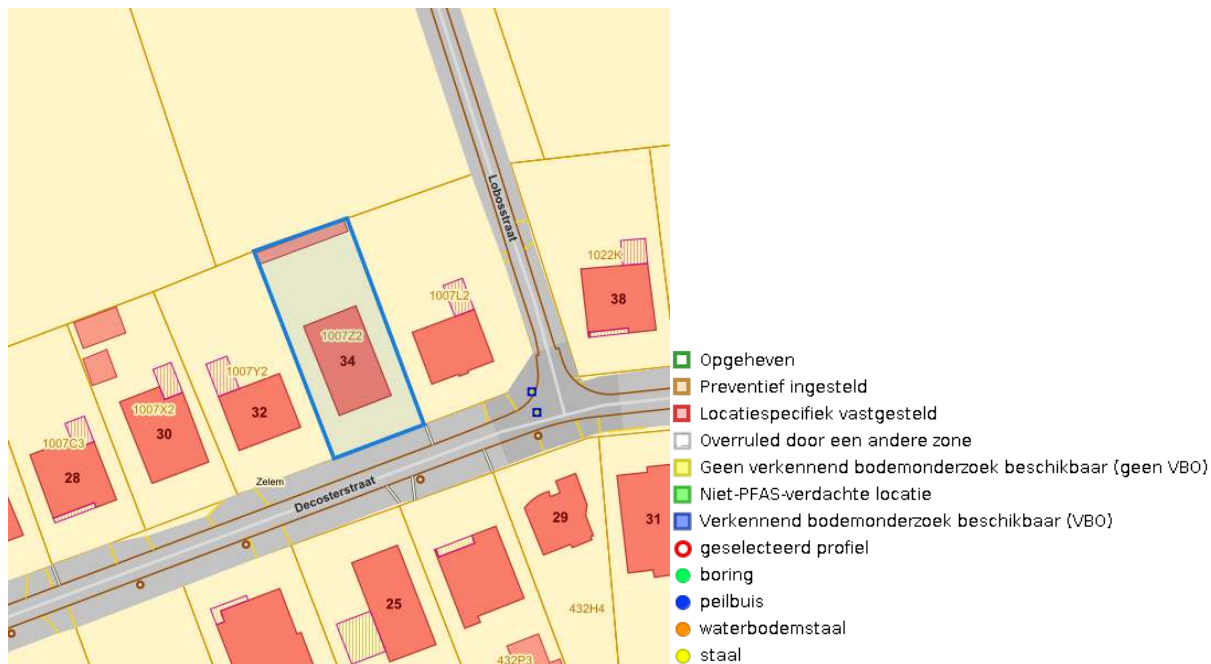 Lobosstraat
1022K
38
1007L2
1007Z2
34
1007Y2
32
1007X2
30
1007C3
28
Zelem
Decosterstraat
29
31
25
432H4
432P3
Opgeheven
Preventief ingesteld
Locatiespecifiek vastgesteld
Overruled door een andere zone
Geen verkennend bodemonderzoek beschikbaar (geen VBO)
Niet-PFAS-verdachte locatie
Verkennend bodemonderzoek beschikbaar (VBO)
geselecteerd profiel
boring
peilbuis
waterbodemstaal
staal